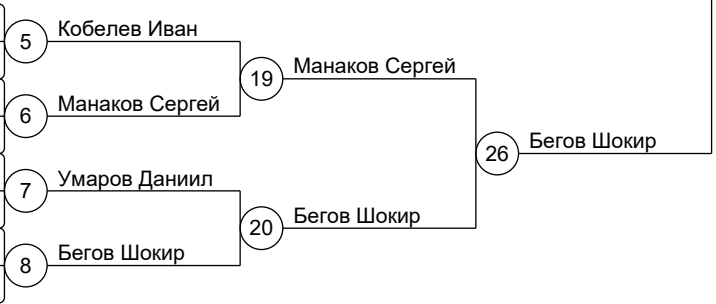 5 Кобелев Иван
19 Манаков Сергей
6 Манаков Сергей
26 Бегов Шокир
7 Умаров Даниил
20 Бегов Шокир
8 Бегов Шокир